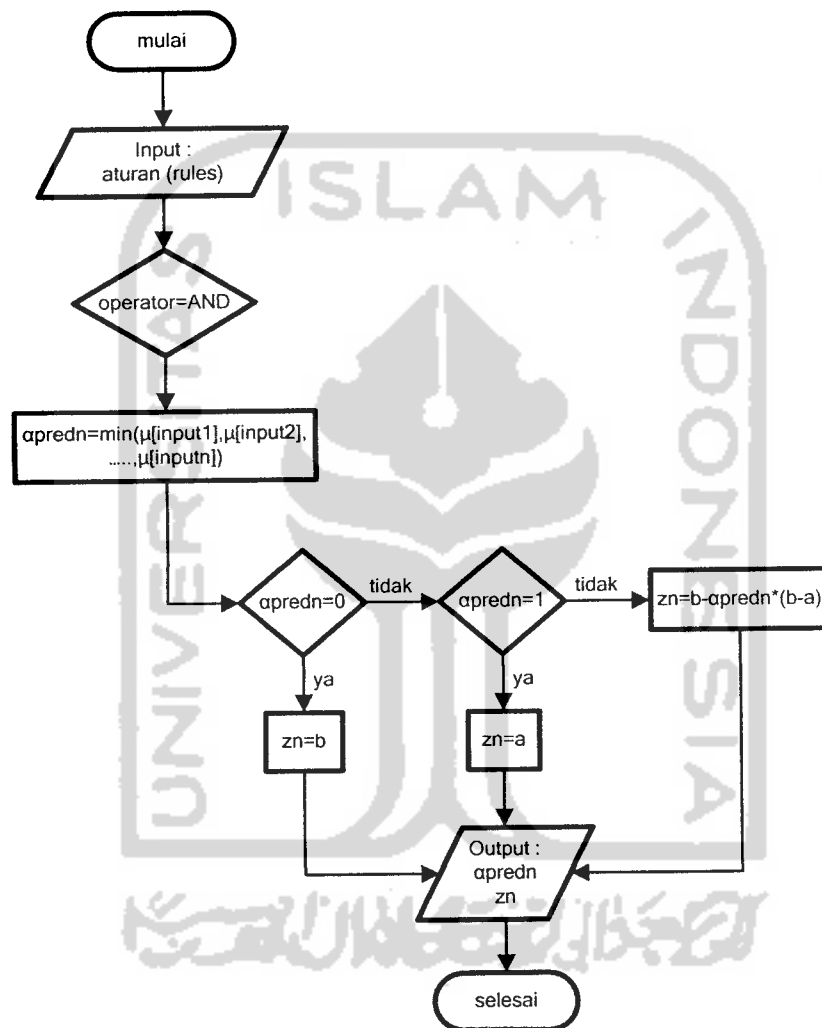 mulai
Input :
aturan (rules)
operator=AND
αpredn=min(μ[input1],μ[input2],
.....,μ[inputn])
αpredn=0
tidak
αpredn=1
tidak
zn=b-αpredn*(b-a)
ya
ya
zn=b
zn=a
Output :
αpredn
zn
selesai
UNIVERSITAS
ISLAM
INDONESIA